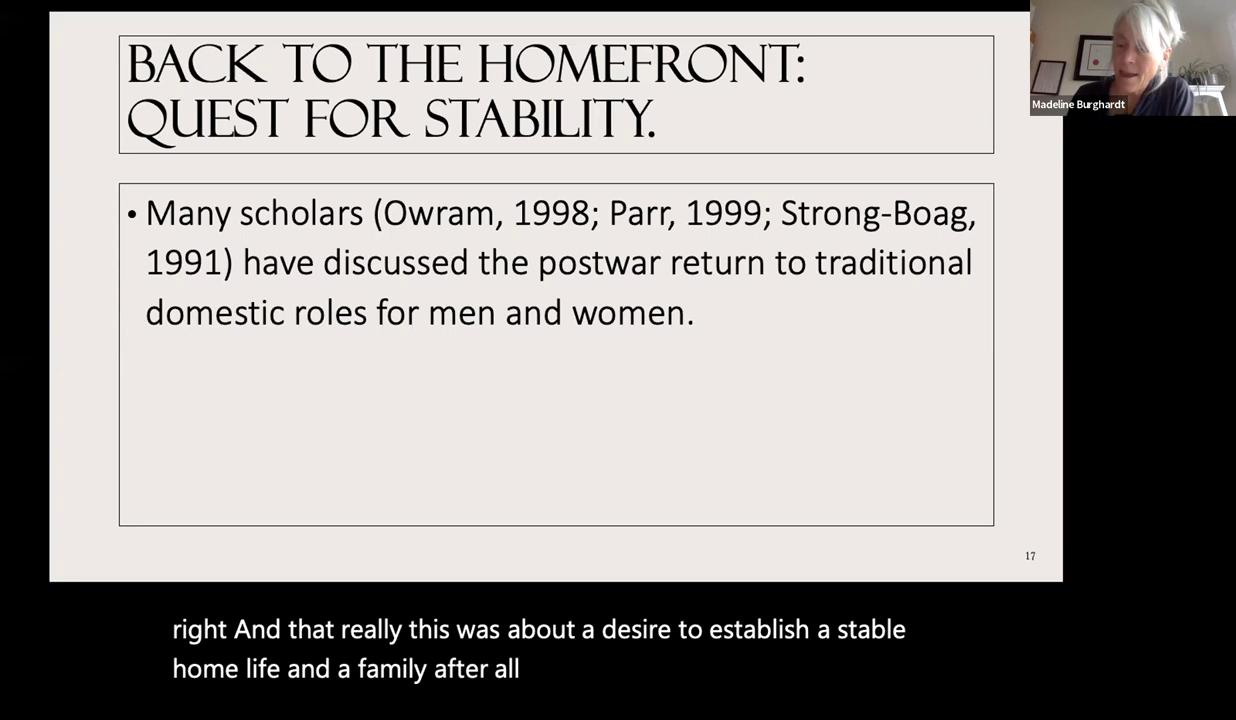 BACK TO THE HOMEFRONT:
QUEST FOR STABILITY.
• Many scholars (Owram, 1998; Parr, 1999; Strong-Boag,
1991) have discussed the postwar return to traditional
domestic roles for men and women.
17
Madeline Burghardt
right And that really this was about a desire to establish a stable
home life and a family after all